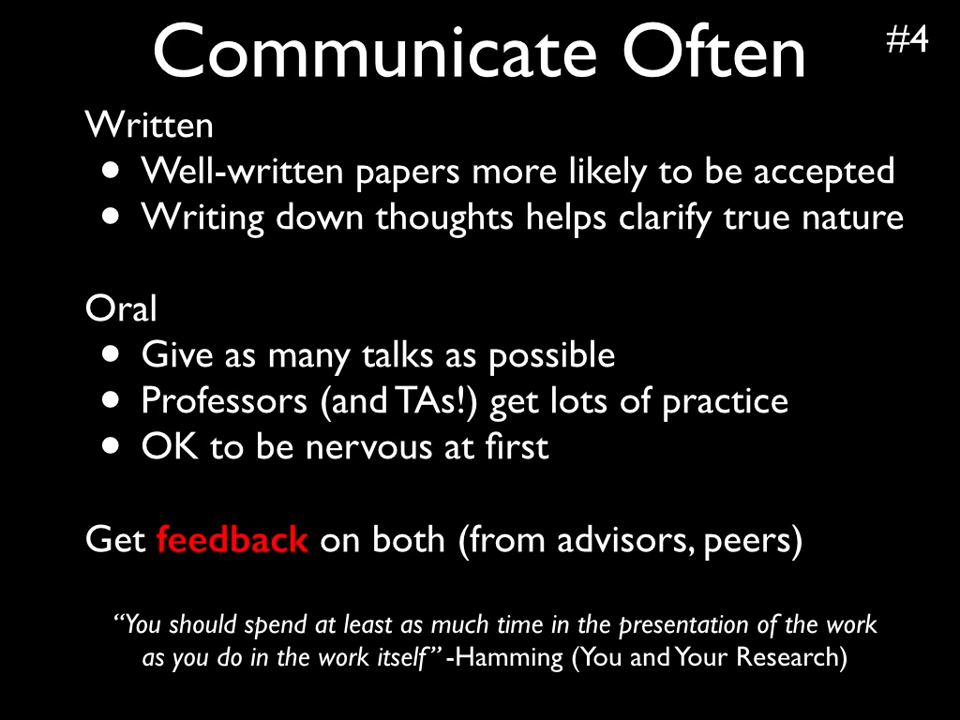 Communicate Often
#4
Written
• Well-written papers more likely to be accepted
• Writing down thoughts helps clarify true nature
Oral
• Give as many talks as possible
• Professors (and TAs!) get lots of practice
• OK to be nervous at first
Get feedback on both (from advisors, peers)
“You should spend at least as much time in the presentation of the work
as you do in the work itself” -Hamming (You and Your Research)